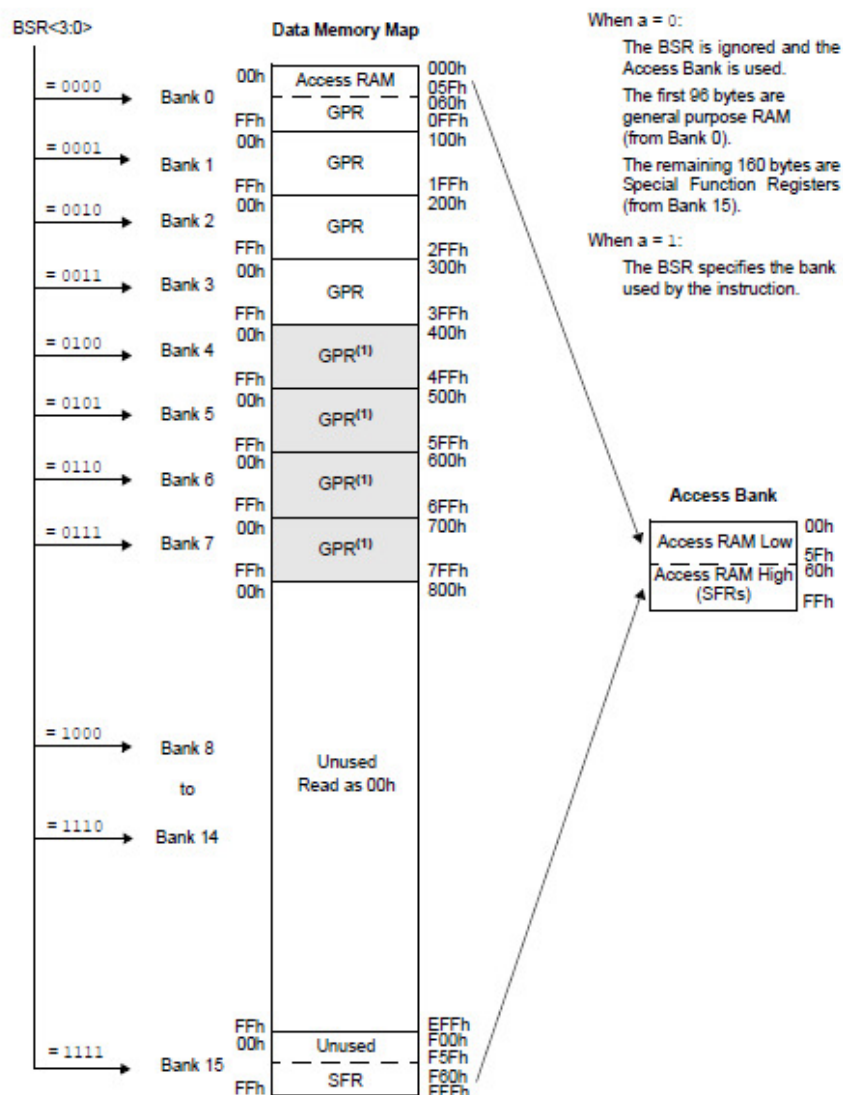 BSR<3:0>
Data Memory Map
When a = 0:
The BSR is ignored and the
Access Bank is used.
The first 96 bytes are
general purpose RAM
(from Bank 0).
The remaining 160 bytes are
Special Function Registers
(from Bank 15).
When a = 1:
The BSR specifies the bank
used by the instruction.
= 0000
Bank 0
00h
FFh
Access RAM
GPR
000h
05Fh
060h
0FFh
= 0001
Bank 1
00h
FFh
GPR
100h
1FFh
= 0010
Bank 2
00h
FFh
GPR
200h
2FFh
= 0011
Bank 3
00h
FFh
GPR
300h
3FFh
= 0100
Bank 4
00h
FFh
GPR(1)
400h
4FFh
= 0101
Bank 5
00h
FFh
GPR(1)
500h
5FFh
= 0110
Bank 6
00h
FFh
GPR(1)
600h
6FFh
= 0111
Bank 7
00h
FFh
GPR(1)
700h
7FFh
= 1000
Bank 8
to
= 1110
Bank 14
00h
FFh
Unused
Read as 00h
800h
EFFh
= 1111
Bank 15
00h
FFh
Unused
SFR
F00h
F5Fh
F60h
FFFh
Access Bank
Access RAM Low
Access RAM High
(SFRs)
00h
5Fh
60h
FFh